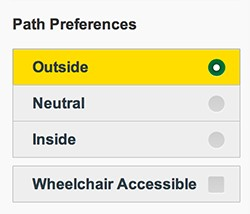 Path Preferences
Outside
Neutral
Inside
Wheelchair Accessible